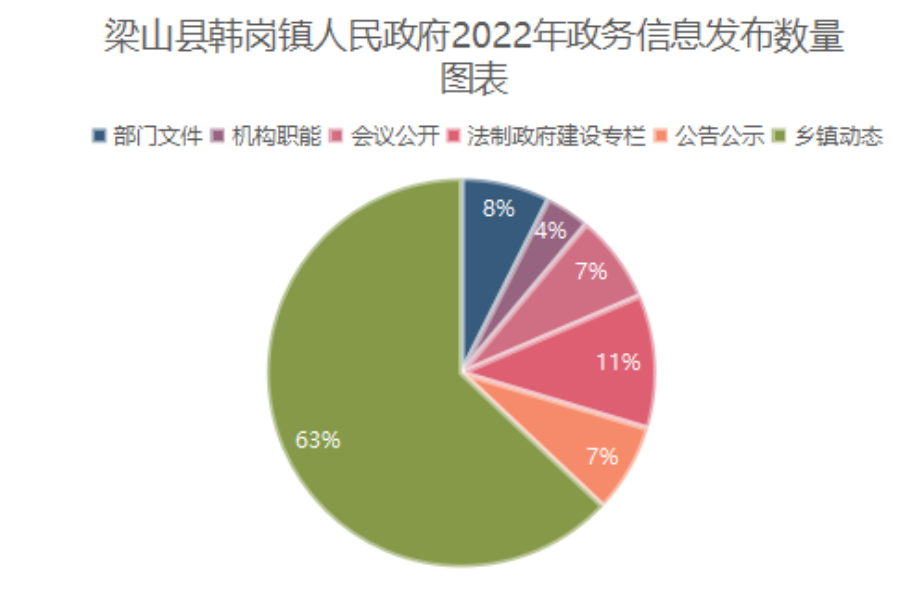 梁山县韩岗镇人民政府2022年政务信息发布数量
图表
部门文件 机构职能 会议公开 法制政府建设专栏 公告公示 乡镇动态
8%
4%
7%
11%
63%
7%